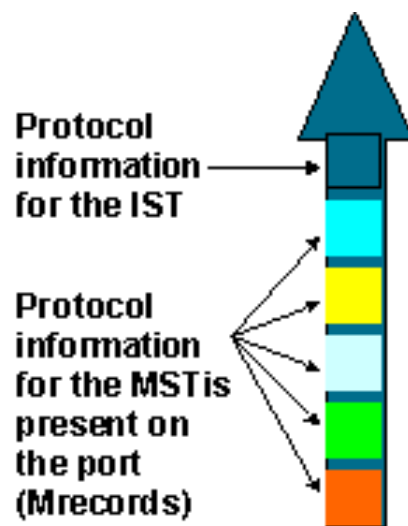 Protocol
information
for the IST
Protocol
information
for the MSTis
present on
the port
(Mrecords)